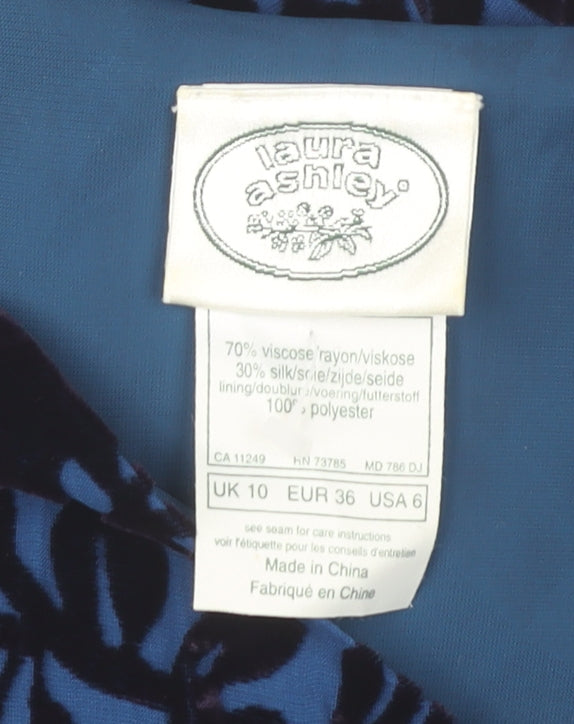 laura
ashley®
70% viscose/rayon/viskose
30% silk/soie/zijde/seide
lining/doublure/voering/futterstoff
100% polyester
CA 11249 RN 73785 MD 786 DJ
UK 10 EUR 36 USA 6
see seam for care instructions
voir l'étiquette pour les conseils d'entretien
Made in China
Fabriqué en Chine